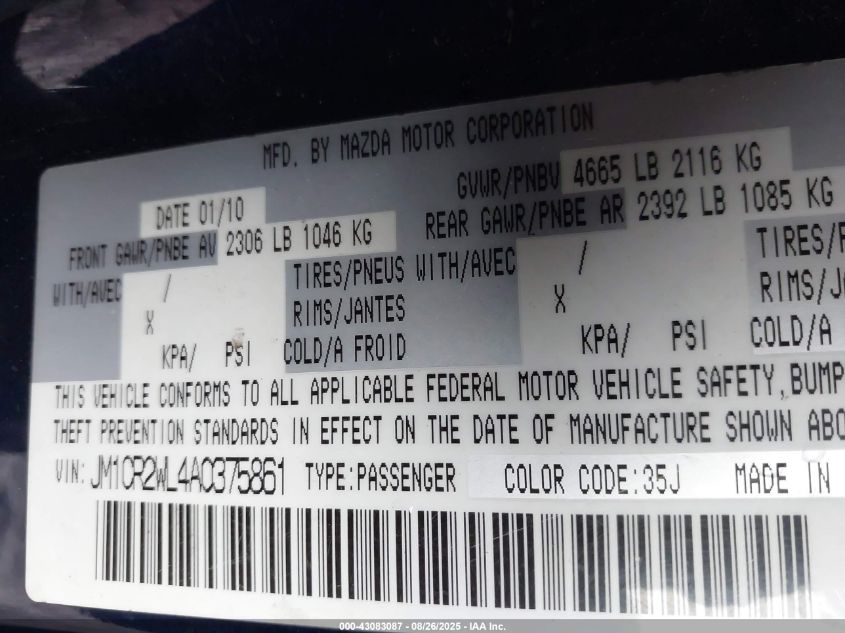 MFD. BY MAZDA MOTOR CORPORATION
DATE 01/10
GVWR/PNBV 4665 LB 2116 KG
FRONT GAWR/PNBE AV 2306 LB 1046 KG
REAR GAWR/PNBE AR 2392 LB 1085 KG
WITH/AVEC / TIRES/PNEUS WITH/AVEC / TIRES/P
X RIMS/JANTES X RIMS/J
KPA/ PSI COLD/A FROID KPA/ PSI COLD/A
THIS VEHICLE CONFORMS TO ALL APPLICABLE FEDERAL MOTOR VEHICLE SAFETY,BUMP
THEFT PREVENTION STANDARDS IN EFFECT ON THE DATE OF MANUFACTURE SHOWN ABO
VIN:JM1CR2WL4A0375861 TYPE:PASSENGER COLOR CODE:35J MADE IN
000-43083087 - 08/26/2025 - IAA Inc.